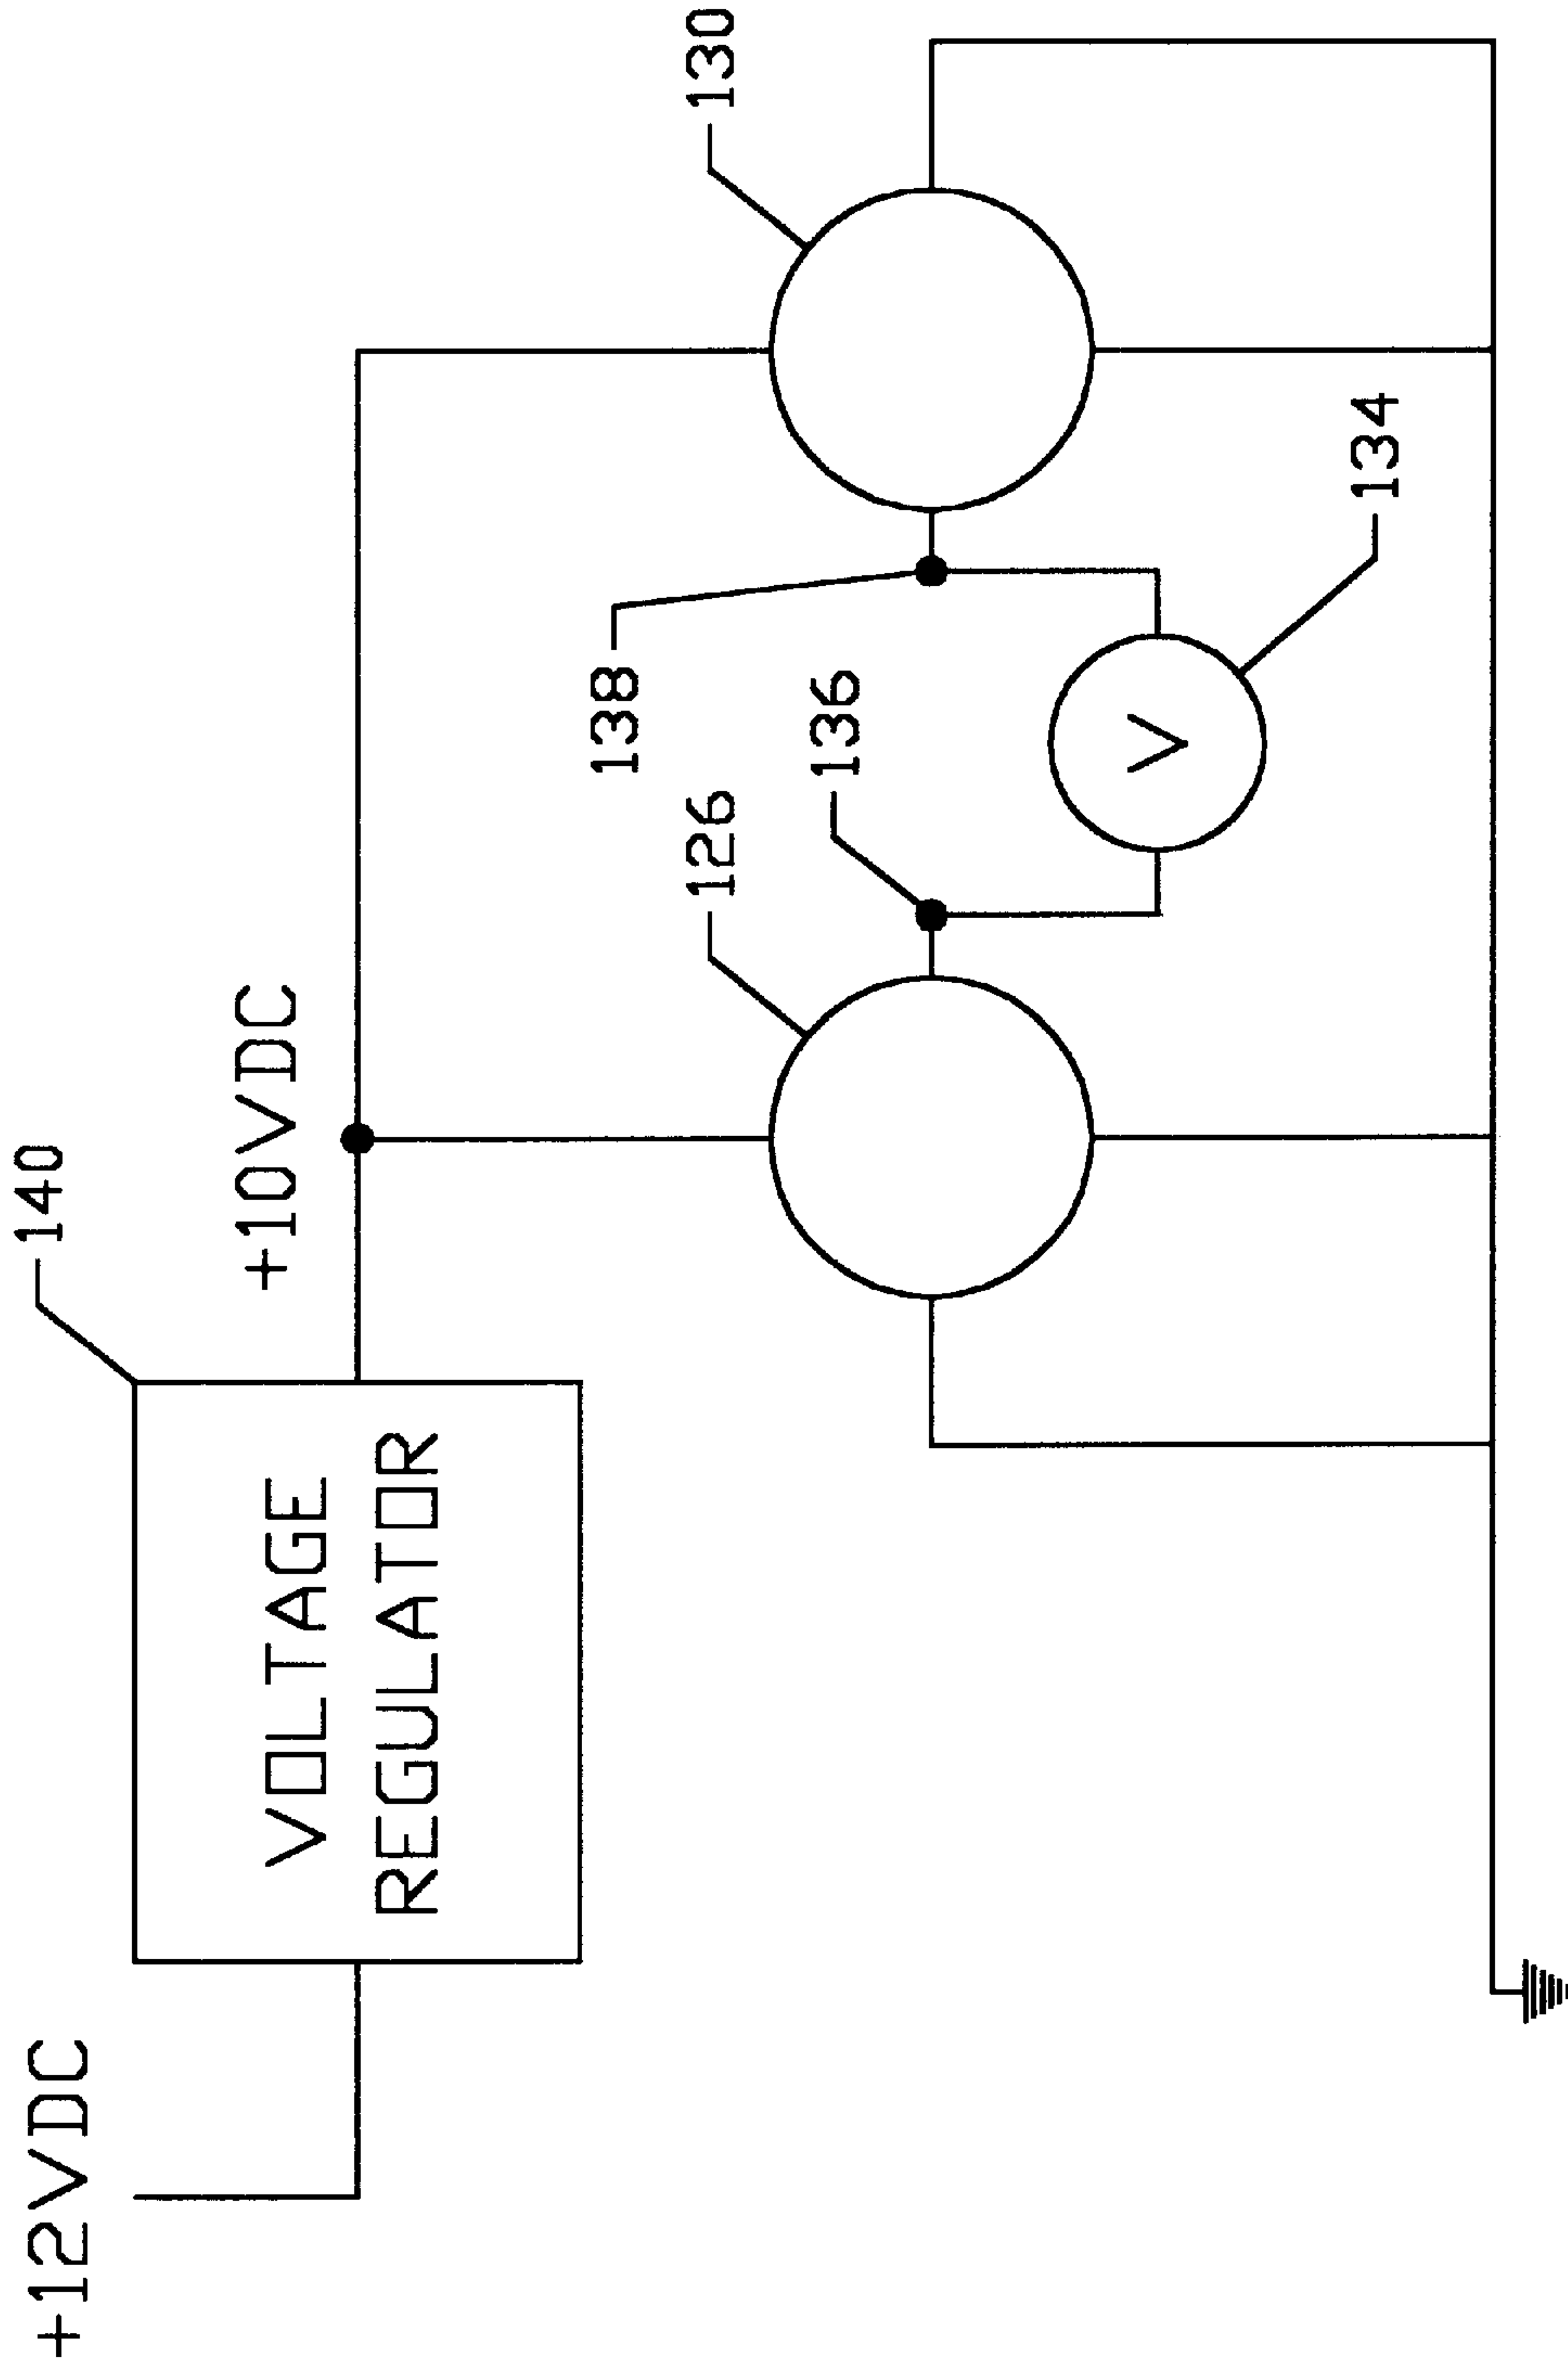 +12VDC
140
VOLTAGE
REGULATOR
+10VDC
126
136
138
130
V
134